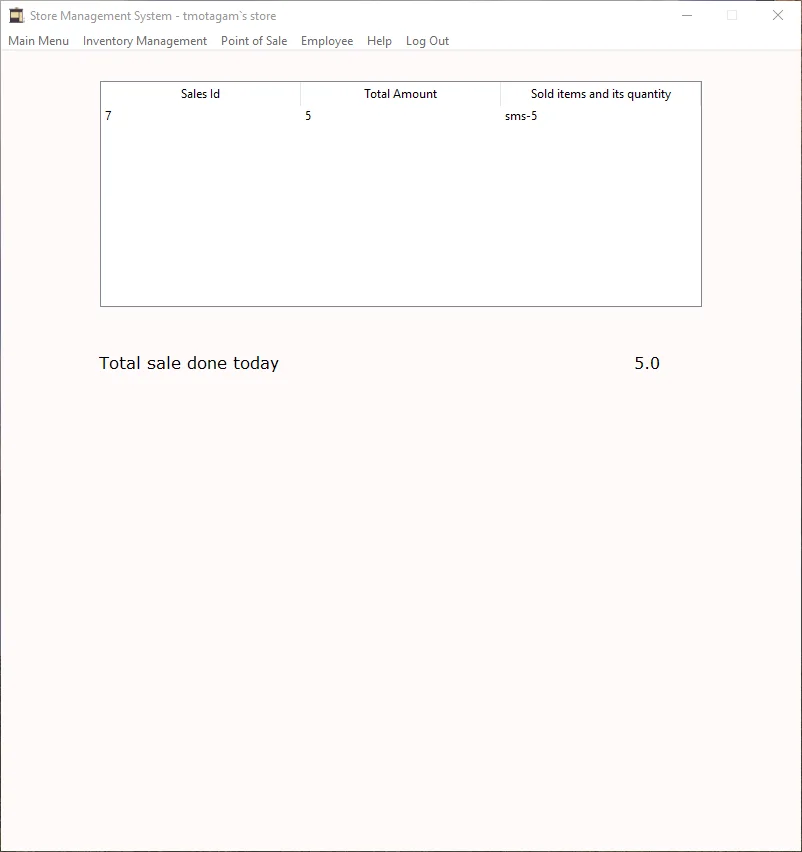 Store Management System - tmotagam`s store
Main Menu Inventory Management Point of Sale Employee Help Log Out
Sales Id Total Amount Sold items and its quantity
7 5 sms-5
Total sale done today 5.0